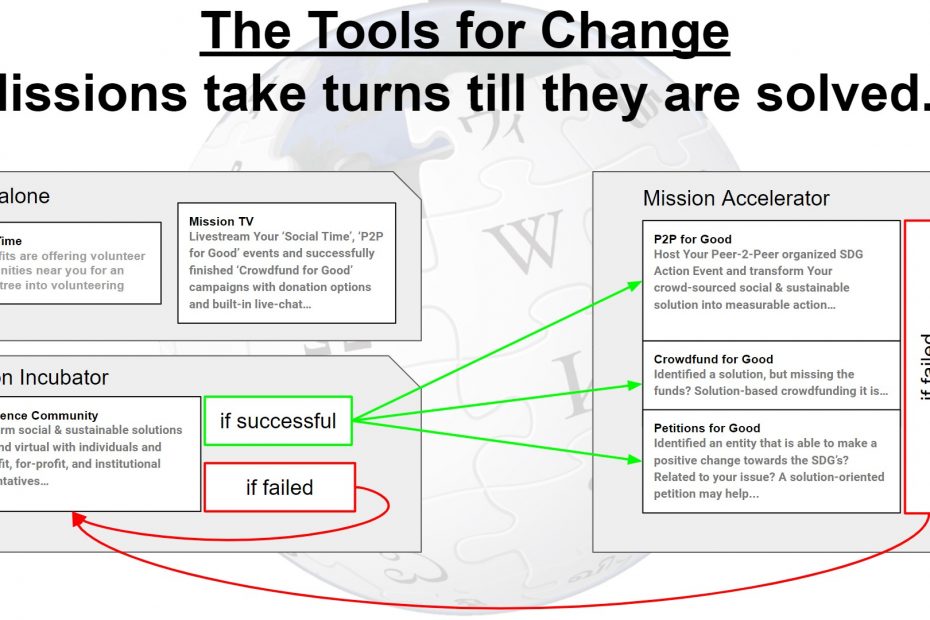 The Tools for Change
issions take turns till they are solved.
alone
Time
fits are offering volunteer
nities near you for an
tree into volunteering
Mission TV
Livestream Your ‘Social Time’, ‘P2P
for Good’ events and successfully
finished ‘Crowdfund for Good’
campaigns with donation options
and built-in live-chat…
on Incubator
ence Community
rm social & sustainable solutions
nd virtual with individuals and
fit, for-profit, and institutional
ntatives…
if successful
if failed
ウィ
W
Mission Accelerator
P2P for Good
Host Your Peer-2-Peer organized SDG
Action Event and transform Your
crowd-sourced social & sustainable
solution into measurable action…
Crowdfund for Good
Identified a solution, but missing the
funds? Solution-based crowdfunding it is…
Petitions for Good
Identified an entity that is able to make a
positive change towards the SDG’s?
Related to your issue? A solution-oriented
petition may help...
if failed